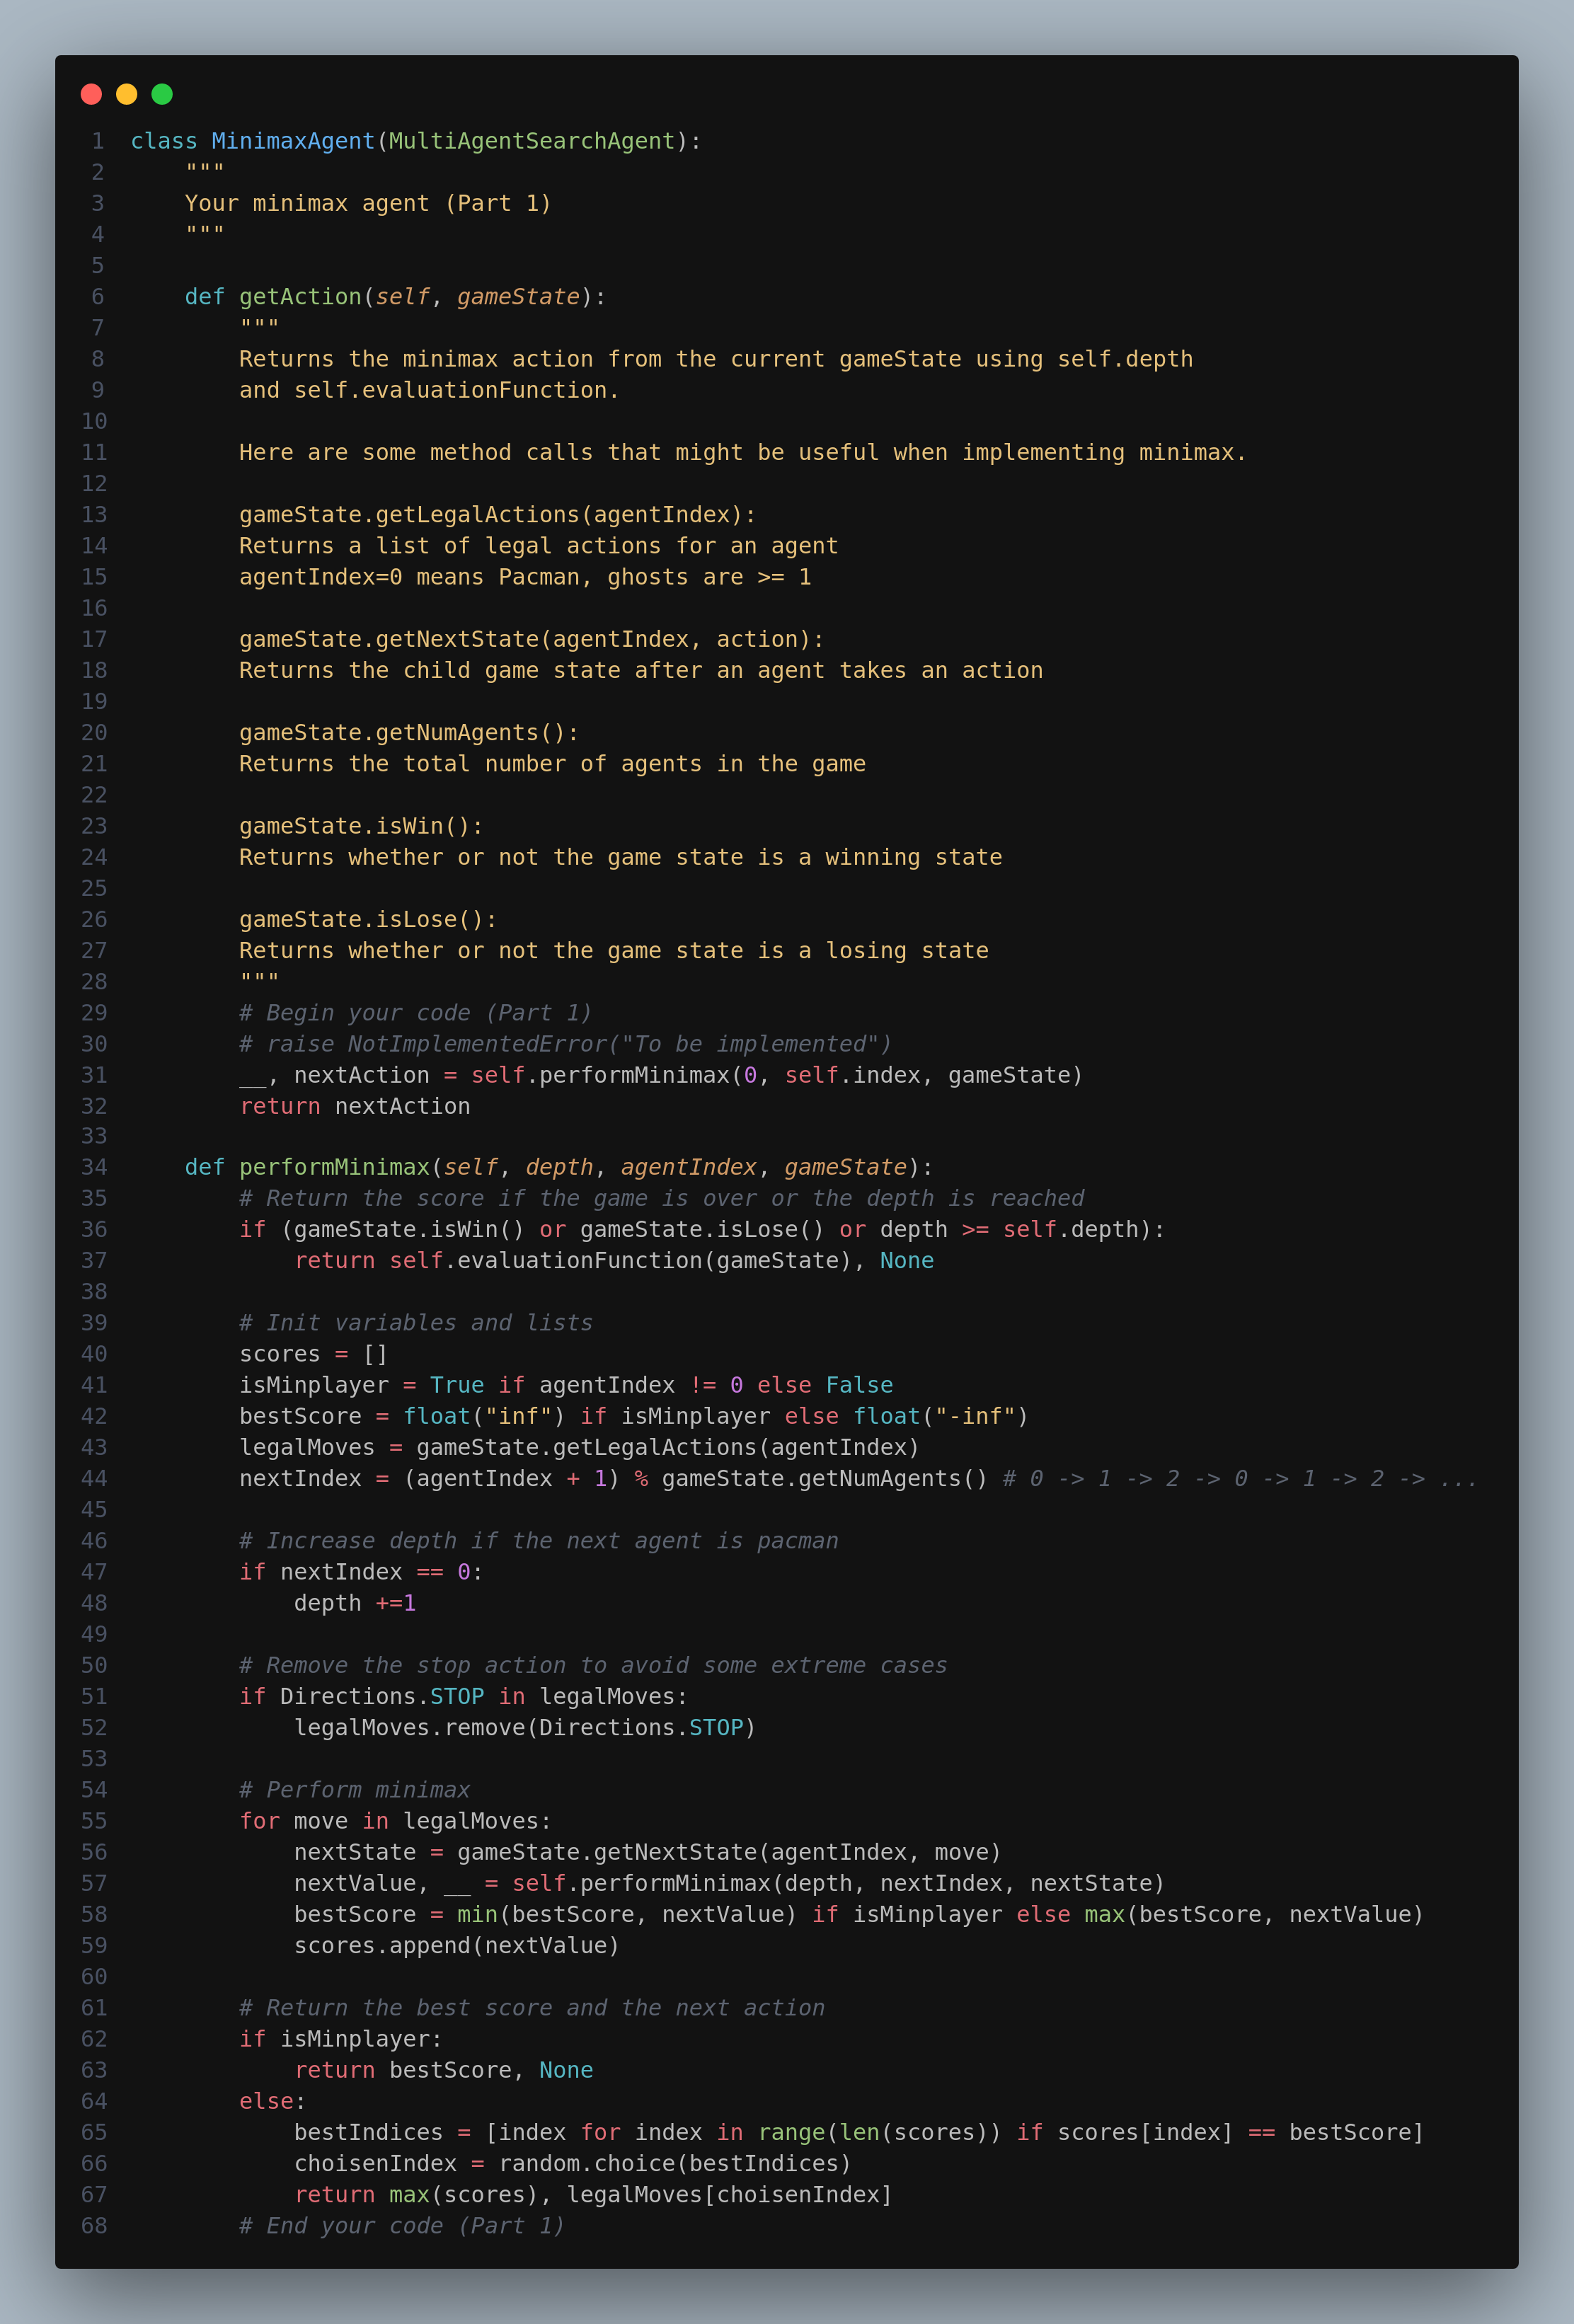 1 class MinimaxAgent(MultiAgentSearchAgent):
2     """
3     Your minimax agent (Part 1)
4     """
5
6     def getAction(self, gameState):
7         """
8         Returns the minimax action from the current gameState using self.depth
9         and self.evaluationFunction.
10
11         Here are some method calls that might be useful when implementing minimax.
12
13         gameState.getLegalActions(agentIndex):
14         Returns a list of legal actions for an agent
15         agentIndex=0 means Pacman, ghosts are >= 1
16
17         gameState.getNextState(agentIndex, action):
18         Returns the child game state after an agent takes an action
19
20         gameState.getNumAgents():
21         Returns the total number of agents in the game
22
23         gameState.isWin():
24         Returns whether or not the game state is a winning state
25
26         gameState.isLose():
27         Returns whether or not the game state is a losing state
28         """
29         # Begin your code (Part 1)
30         # raise NotImplementedError("To be implemented")
31         __, nextAction = self.performMinimax(0, self.index, gameState)
32         return nextAction
33
34     def performMinimax(self, depth, agentIndex, gameState):
35         # Return the score if the game is over or the depth is reached
36         if (gameState.isWin() or gameState.isLose() or depth >= self.depth):
37             return self.evaluationFunction(gameState), None
38
39         # Init variables and lists
40         scores = []
41         isMinplayer = True if agentIndex != 0 else False
42         bestScore = float("inf") if isMinplayer else float("-inf")
43         legalMoves = gameState.getLegalActions(agentIndex)
44         nextIndex = (agentIndex + 1) % gameState.getNumAgents() # 0 -> 1 -> 2 -> 0 -> 1 -> 2 -> ...
45
46         # Increase depth if the next agent is pacman
47         if nextIndex == 0:
48             depth +=1
49
50         # Remove the stop action to avoid some extreme cases
51         if Directions.STOP in legalMoves:
52             legalMoves.remove(Directions.STOP)
53
54         # Perform minimax
55         for move in legalMoves:
56             nextState = gameState.getNextState(agentIndex, move)
57             nextValue, __ = self.performMinimax(depth, nextIndex, nextState)
58             bestScore = min(bestScore, nextValue) if isMinplayer else max(bestScore, nextValue)
59             scores.append(nextValue)
60
61         # Return the best score and the next action
62         if isMinplayer:
63             return bestScore, None
64         else:
65             bestIndices = [index for index in range(len(scores)) if scores[index] == bestScore]
66             choisenIndex = random.choice(bestIndices)
67             return max(scores), legalMoves[choisenIndex]
68         # End your code (Part 1)